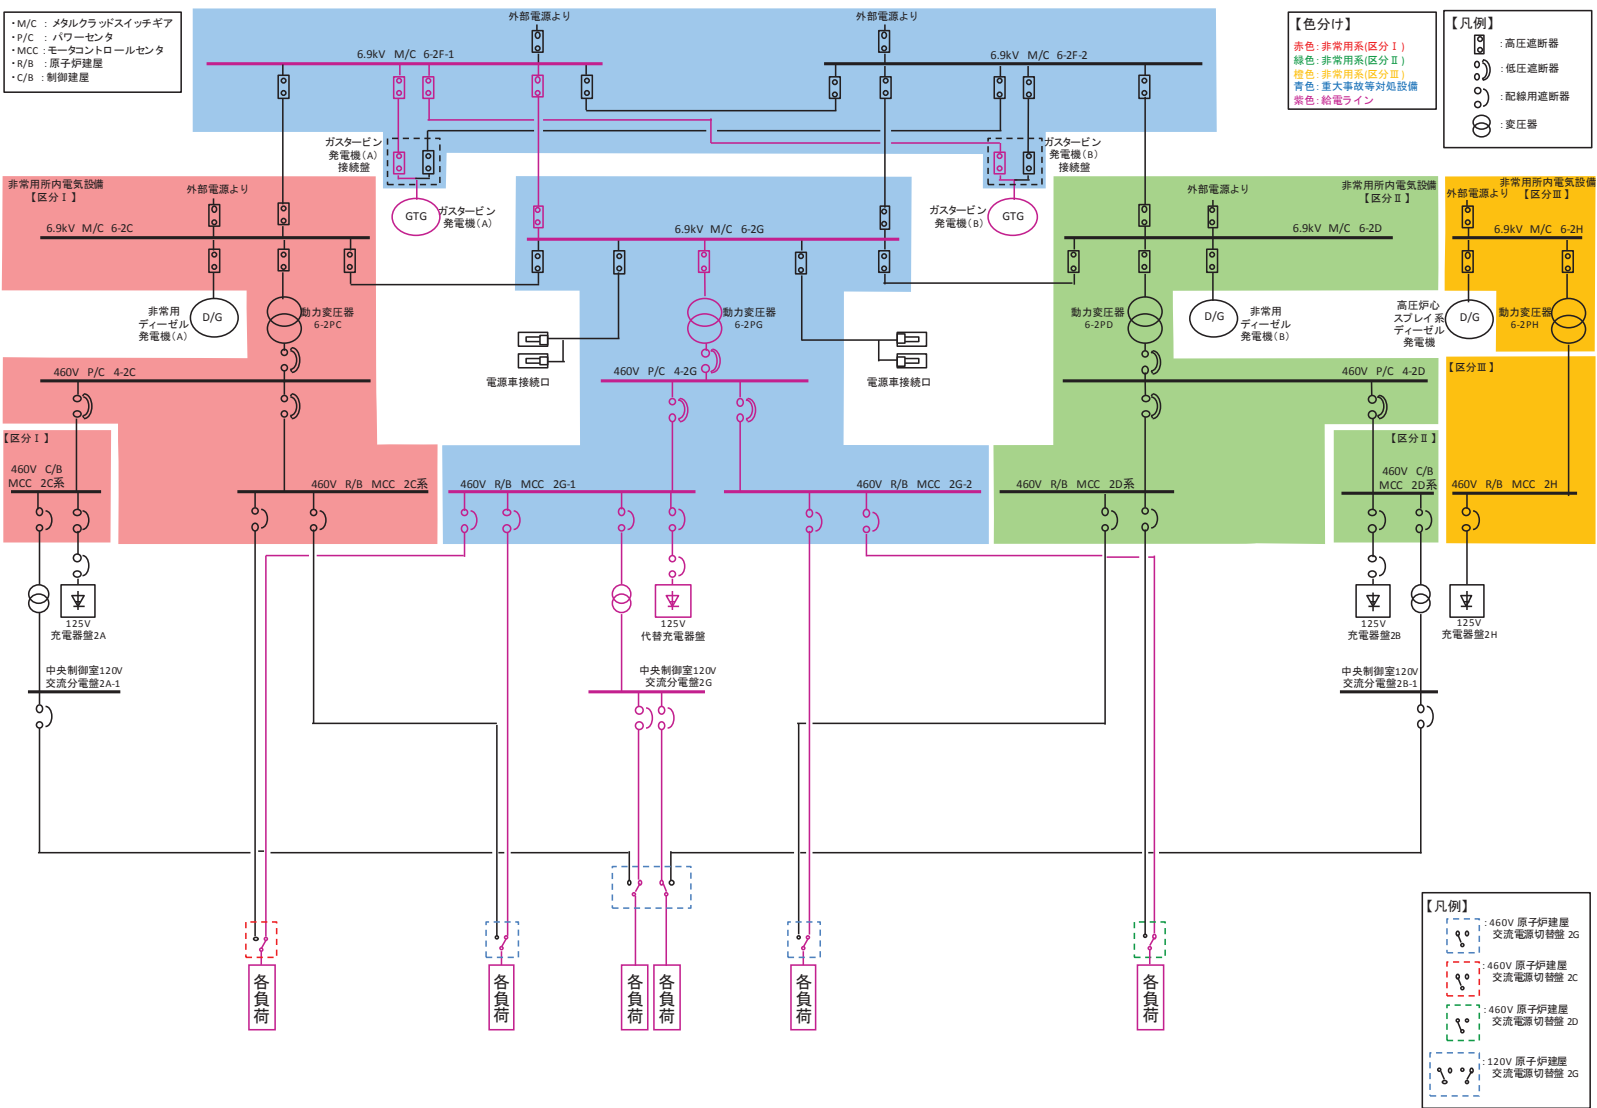 ・M/C : メタルクラッドスイッチギア
・P/C : パワーセンタ
・MCC : モータコントロールセンタ
・R/B : 原子炉建屋
・C/B : 制御建屋
外部電源より
外部電源より
6.9kV M/C 6-2F-1
6.9kV M/C 6-2F-2
【色分け】
赤色:非常用系(区分Ⅰ)
緑色:非常用系(区分Ⅱ)
橙色:非常用系(区分Ⅲ)
青色:重大事故等対処設備
紫色:給電ライン
【凡例】
:高圧遮断器
:低圧遮断器
:配線用遮断器
:変圧器
ガスタービン
発電機(A)
接続盤
ガスタービン
発電機(B)
接続盤
GTG
ガスタービン
発電機(A)
ガスタービン
発電機(B)
GTG
非常用所内電気設備
【区分Ⅰ】
外部電源より
6.9kV M/C 6-2C
6.9kV M/C 6-2G
外部電源より
非常用所内電気設備
【区分Ⅱ】
6.9kV M/C 6-2D
非常用所内電気設備
外部電源より 【区分Ⅲ】
6.9kV M/C 6-2H
非常用
ディーゼル
発電機(A)
D/G
動力変圧器
6-2PC
動力変圧器
6-2PG
動力変圧器
6-2PD
D/G
非常用
ディーゼル
発電機(B)
高圧炉心
スプレイ系
ディーゼル
発電機
D/G
動力変圧器
6-2PH
電源車接続口
電源車接続口
460V P/C 4-2C
460V P/C 4-2G
460V P/C 4-2D
【区分Ⅲ】
【区分Ⅰ】
460V C/B
MCC 2C系
460V R/B MCC 2C系
460V R/B MCC 2G-1
460V R/B MCC 2G-2
460V R/B MCC 2D系
【区分Ⅱ】
460V C/B
MCC 2D系
460V R/B MCC 2H
125V
充電器盤2A
125V
代替充電器盤
125V
充電器盤2B
125V
充電器盤2H
中央制御室120V
交流分電盤2A-1
中央制御室120V
交流分電盤2G
中央制御室120V
交流分電盤2B-1
各負荷
各負荷
各負荷
各負荷
各負荷
各負荷
【凡例】
:460V 原子炉建屋
交流電源切替盤 2G
:460V 原子炉建屋
交流電源切替盤 2C
:460V 原子炉建屋
交流電源切替盤 2D
:120V 原子炉建屋
交流電源切替盤 2G